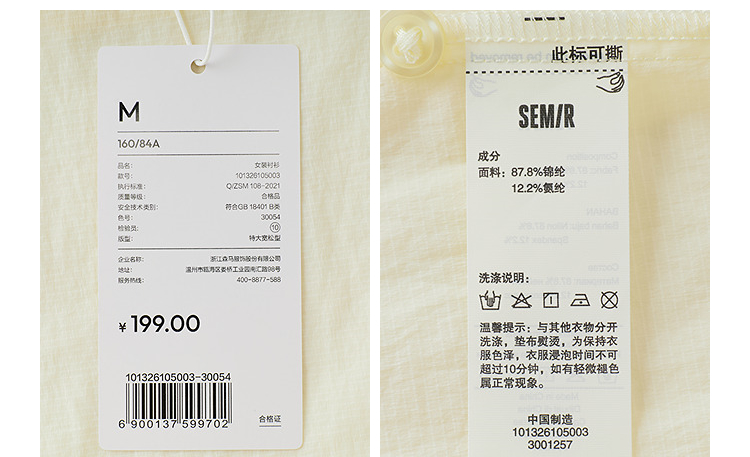 M
160/84A
品名: 女装衬衫
款号: 101326105003
执行标准: Q/ZSM 108-2021
质量等级: 合格品
安全技术类别: 符合GB 18401 B类
色号: 30054
检验员: 10
版型: 特大宽松型
企业名称: 浙江森马服饰股份有限公司
地址: 温州市瓯海区娄桥工业园南汇路98号
服务热线: 400-8877-588
¥ 199.00
101326105003-30054
6 900137 599702
合格证
此标可撕
SEMIR
成分
面料: 87.8%锦纶
12.2%氨纶
洗涤说明:
温馨提示: 与其他衣物分开
洗涤，垫布熨烫，为保持衣
服色泽，衣服浸泡时间不可
超过10分钟，如有轻微褪色
属正常现象。
中国制造
101326105003
3001257